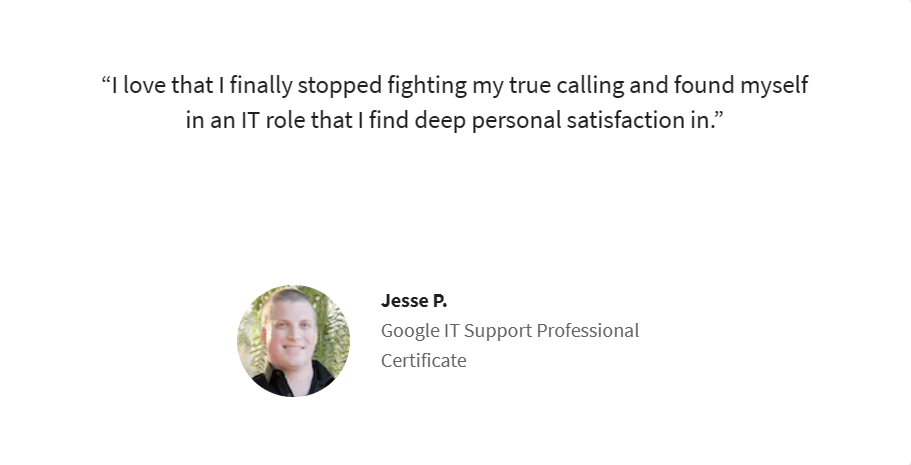 “I love that I finally stopped fighting my true calling and found myself
in an IT role that I find deep personal satisfaction in.”
Jesse P.
Google IT Support Professional
Certificate